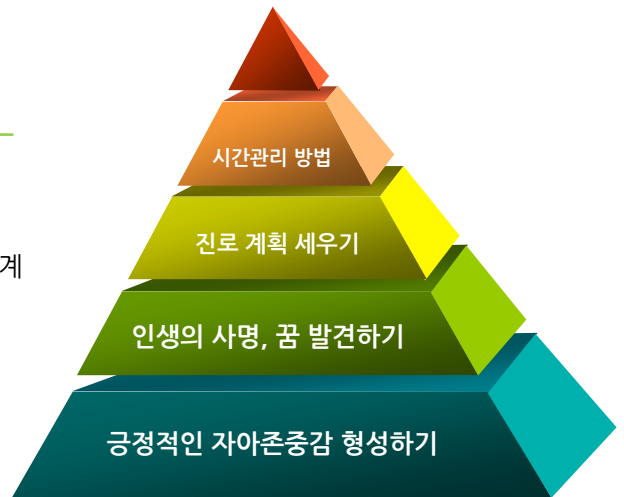 시간관리 방법
진로 계획 세우기
계
인생의 사명, 꿈 발견하기
긍정적인 자아존중감 형성하기